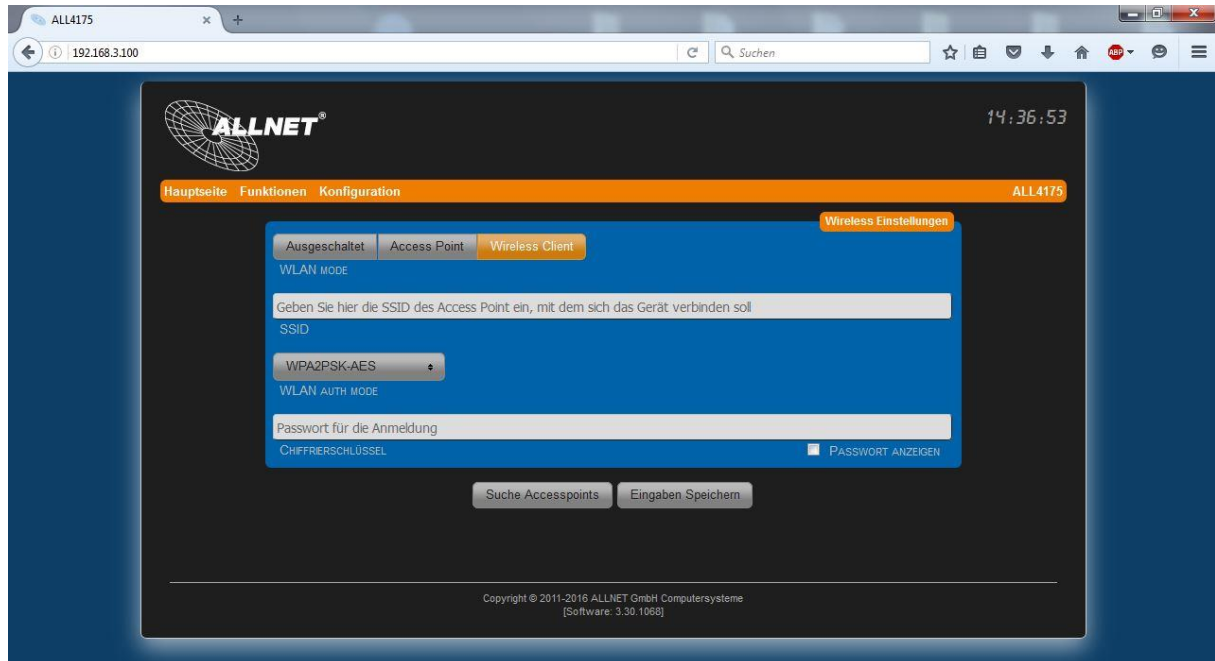 ALL4175
192.168.3.100
Suchen
ABP
ALLNET®
14:36:53
Hauptseite Funktionen Konfiguration ALL4175
Wireless Einstellungen
Ausgeschaltet Access Point Wireless Client
WLAN MODE
Geben Sie hier die SSID des Access Point ein, mit dem sich das Gerät verbinden soll
SSID
WPA2PSK-AES
WLAN AUTH MODE
Passwort für die Anmeldung
CHIFFRIERSCHLÜSSEL PASSWORT ANZEIGEN
Suche Accesspoints Eingaben Speichern
Copyright © 2011-2016 ALLNET GmbH Computersysteme
[Software: 3.30.1068]